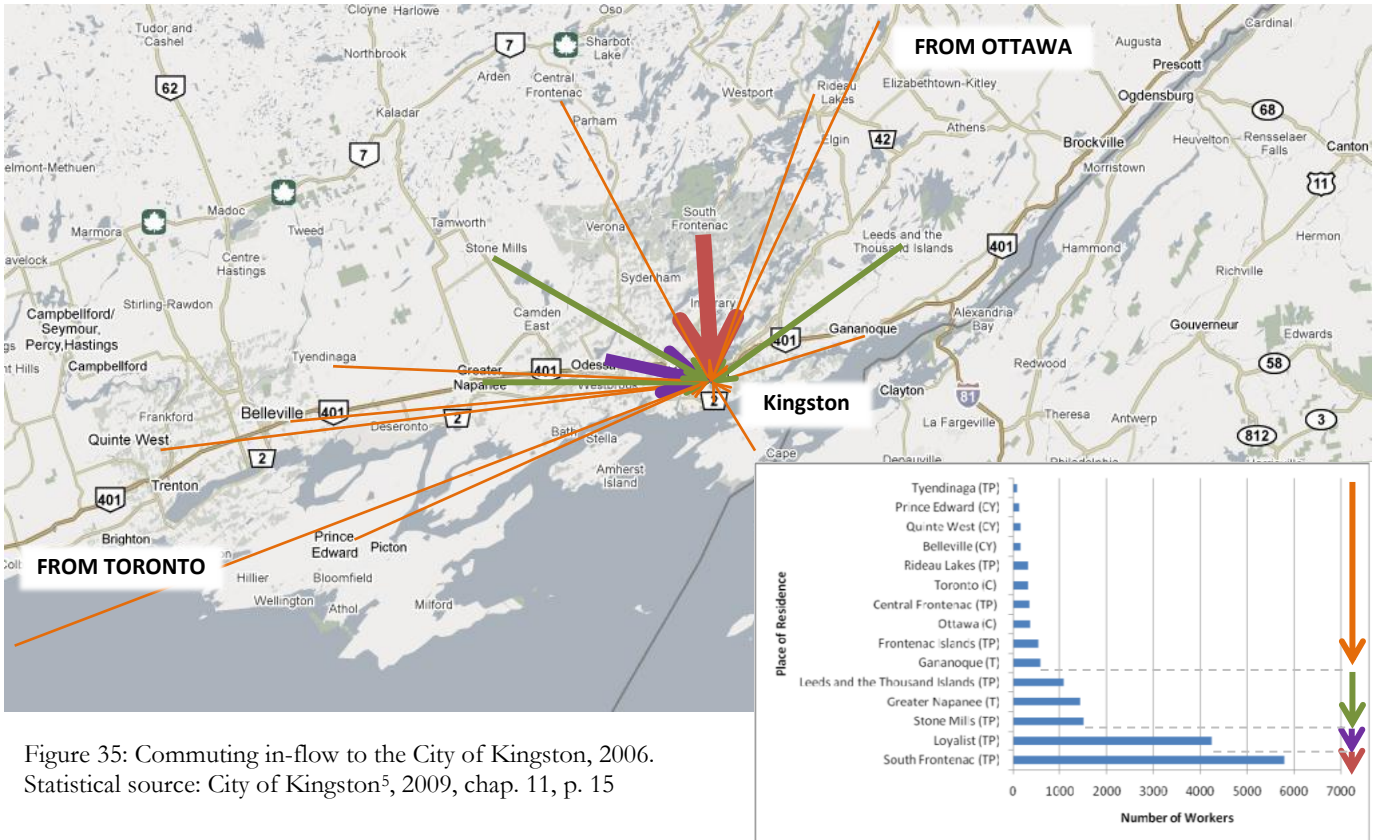 Cloyne Harlowe
Oso
Cardinal
Tudor and
Cashel
Northbrook
7
Sharbot
Lake
FROM OTTAWA
Augusta
Prescott
62
Arden
Central
Frontenac
Westport
Rideau
Lakes
Elizabethtown-Kitley
Ogdensburg
Kaladar
Parham
68
Elgin
42
Athens
Brockville
Heuvelton
Rensselaer
Falls
Canton
elmont-Methuen
7
Morristown
11
Madoc
Tweed
Tamworth
Verona
South
Frontenac
Leeds and the
Thousand Islands
Marmora
Stone Mills
401
Hammond
Hermon
avelock
Centre
Hastings
Sydenham
Richville
Stirling-Rawdon
Camden
East
Alexandria
Bay
Campbellford/
Seymour,
Percy,Hastings
Gananoque
Gouverneur
Edwards
401
nt Hills
Campbellford
Tyendinaga
Greater
Napanee
401
Odessa
Westbrook
Redwood
58
Frankford
Belleville
401
2
Kingston
Clayton
81
Theresa
Antwerp
3
Quinte West
Deseronto
2
La Fargeville
812
2
Bath
Stella
Cape
Trenton
Amherst
Island
Philadelphia
401
Brighton
Prince
Edward
Picton
FROM TORONTO
Hillier
Bloomfield
Wellington
Athol
Milford
Place of Residence
Tyendinaga (TP)
Prince Edward (CY)
Quinte West (CY)
Belleville (CY)
Rideau Lakes (TP)
Toronto (C)
Central Frontenac (TP)
Ottawa (C)
Frontenac Islands (TP)
Gananoque (T)
Leeds and the Thousand Islands (TP)
Greater Napanee (T)
Stone Mills (TP)
Loyalist (TP)
South Frontenac (TP)
0 1000 2000 3000 4000 5000 6000 7000
Number of Workers
Figure 35: Commuting in-flow to the City of Kingston, 2006.
Statistical source: City of Kingston⁵, 2009, chap. 11, p. 15